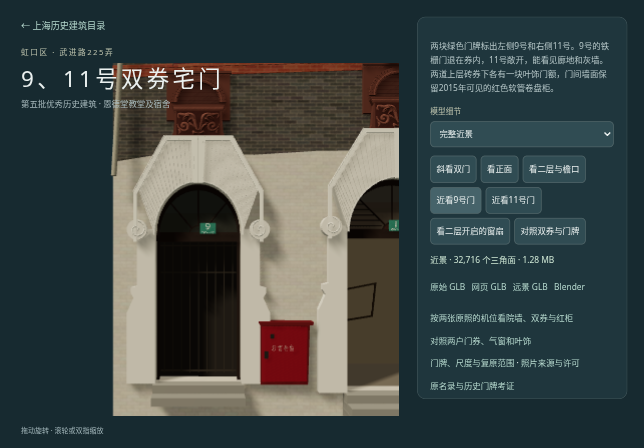 ← 上海历史建筑目录
虹口区 · 武进路225弄
9、11号双券宅门
第五批优秀历史建筑 · 恩德堂教堂及宿舍
9
拖动旋转 · 滚轮或双指缩放
两块绿色门牌标出左侧9号和右侧11号。9号的铁
栅门退在券内，11号敞开，能看见廊地和灰墙。
两道上层砖券下各有一块叶饰门额，门间墙面保
留2015年可见的红色软管卷盘柜。
模型细节
完整近景
斜看双门
看正面
看二层与檐口
近看9号门
近看11号门
看二层开启的窗扇
对照双券与门牌
近景 · 32,716 个三角面 · 1.28 MB
原始 GLB 网页 GLB 远景 GLB Blender
按两张原照的机位看院墙、双券与红柜
对照两户门券、气窗和叶饰
门牌、尺度与复原范围 · 照片来源与许可
原名录与历史门牌考证